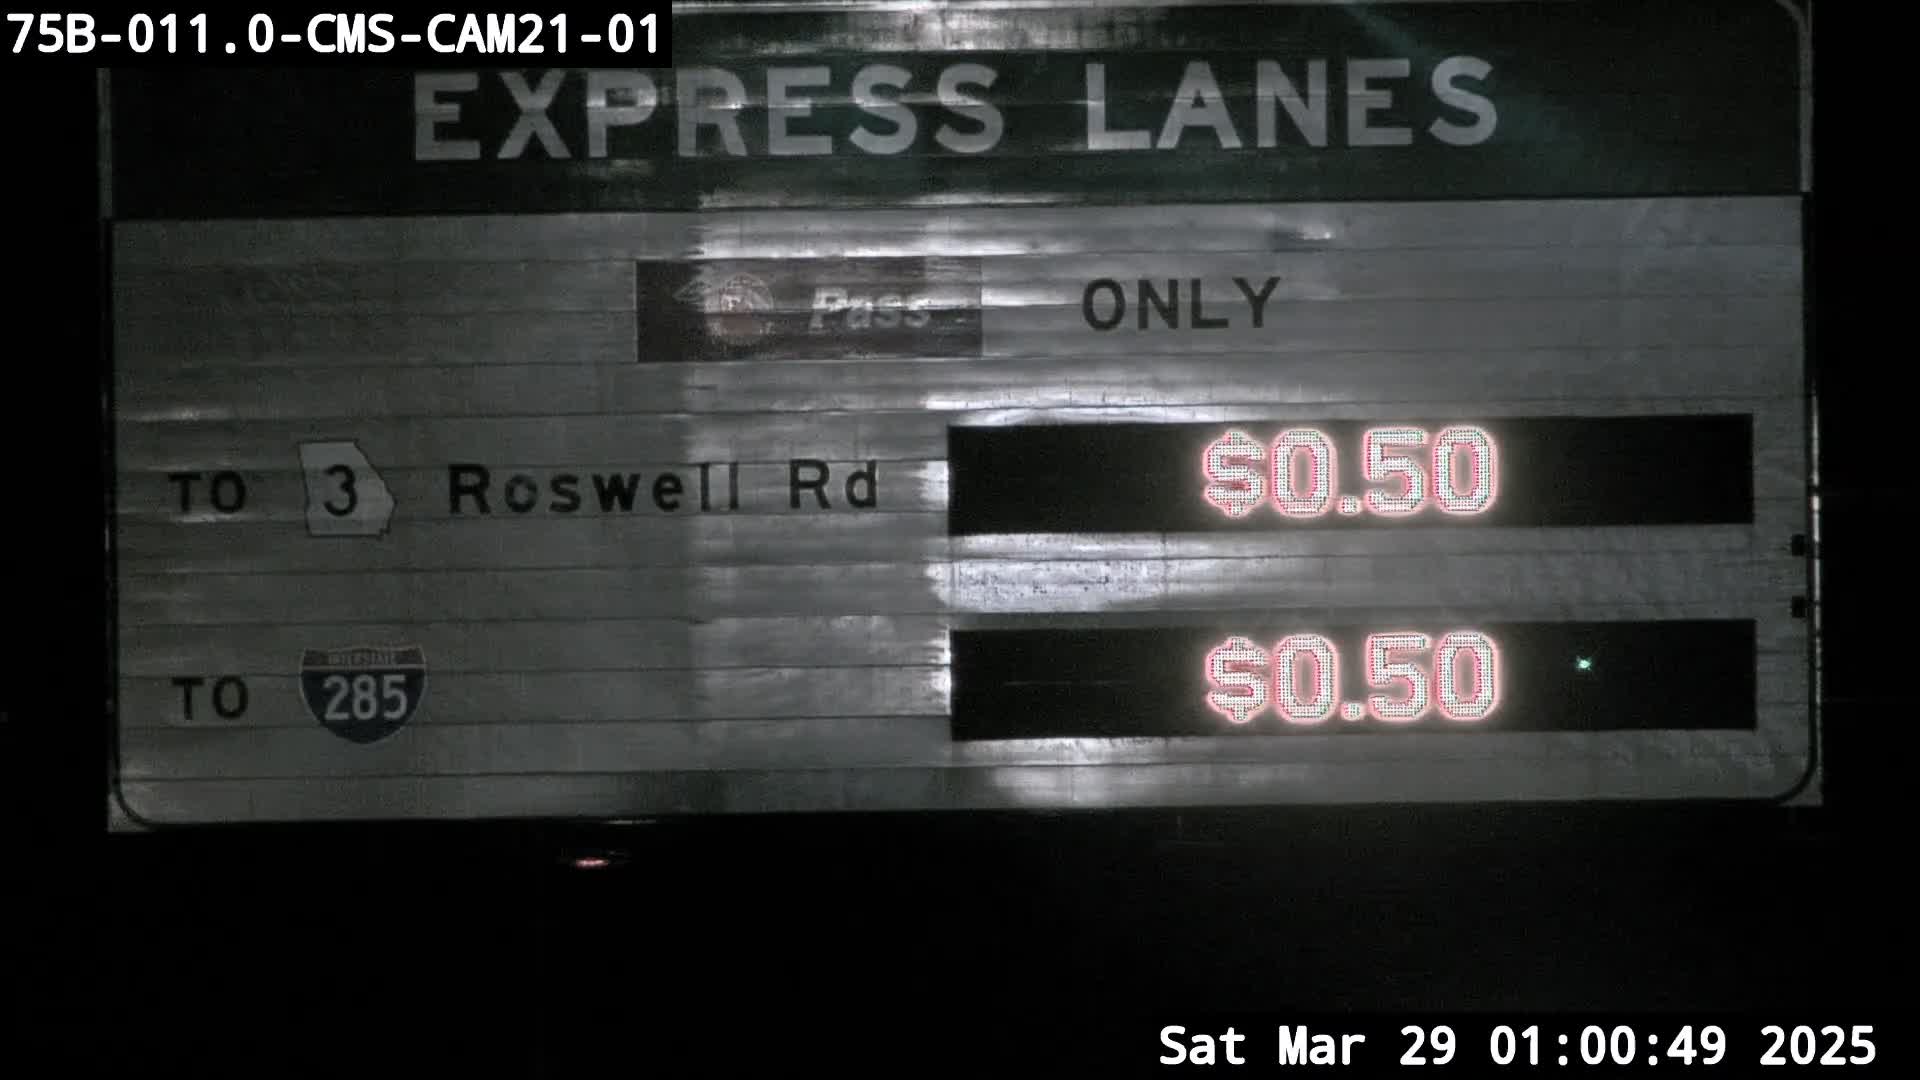 75B-011.0-CMS-CAM21-01
EXPRESS LANES
Pass ONLY
TO 3 Roswell Rd $0.50
TO INTERSTATE 285 $0.50
Sat Mar 29 01:00:49 2025